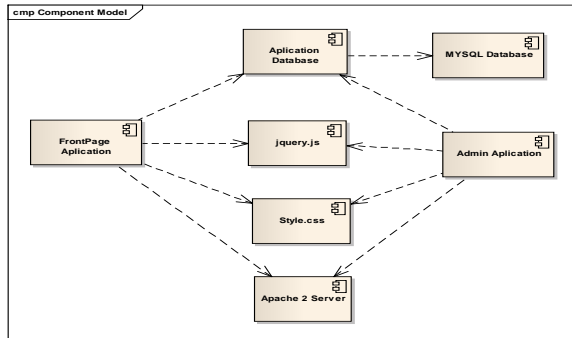 cmp Component Model
Aplication
Database
MYSQL Database
FrontPage
Aplication
jquery.js
Admin Aplication
Style.css
Apache 2 Server